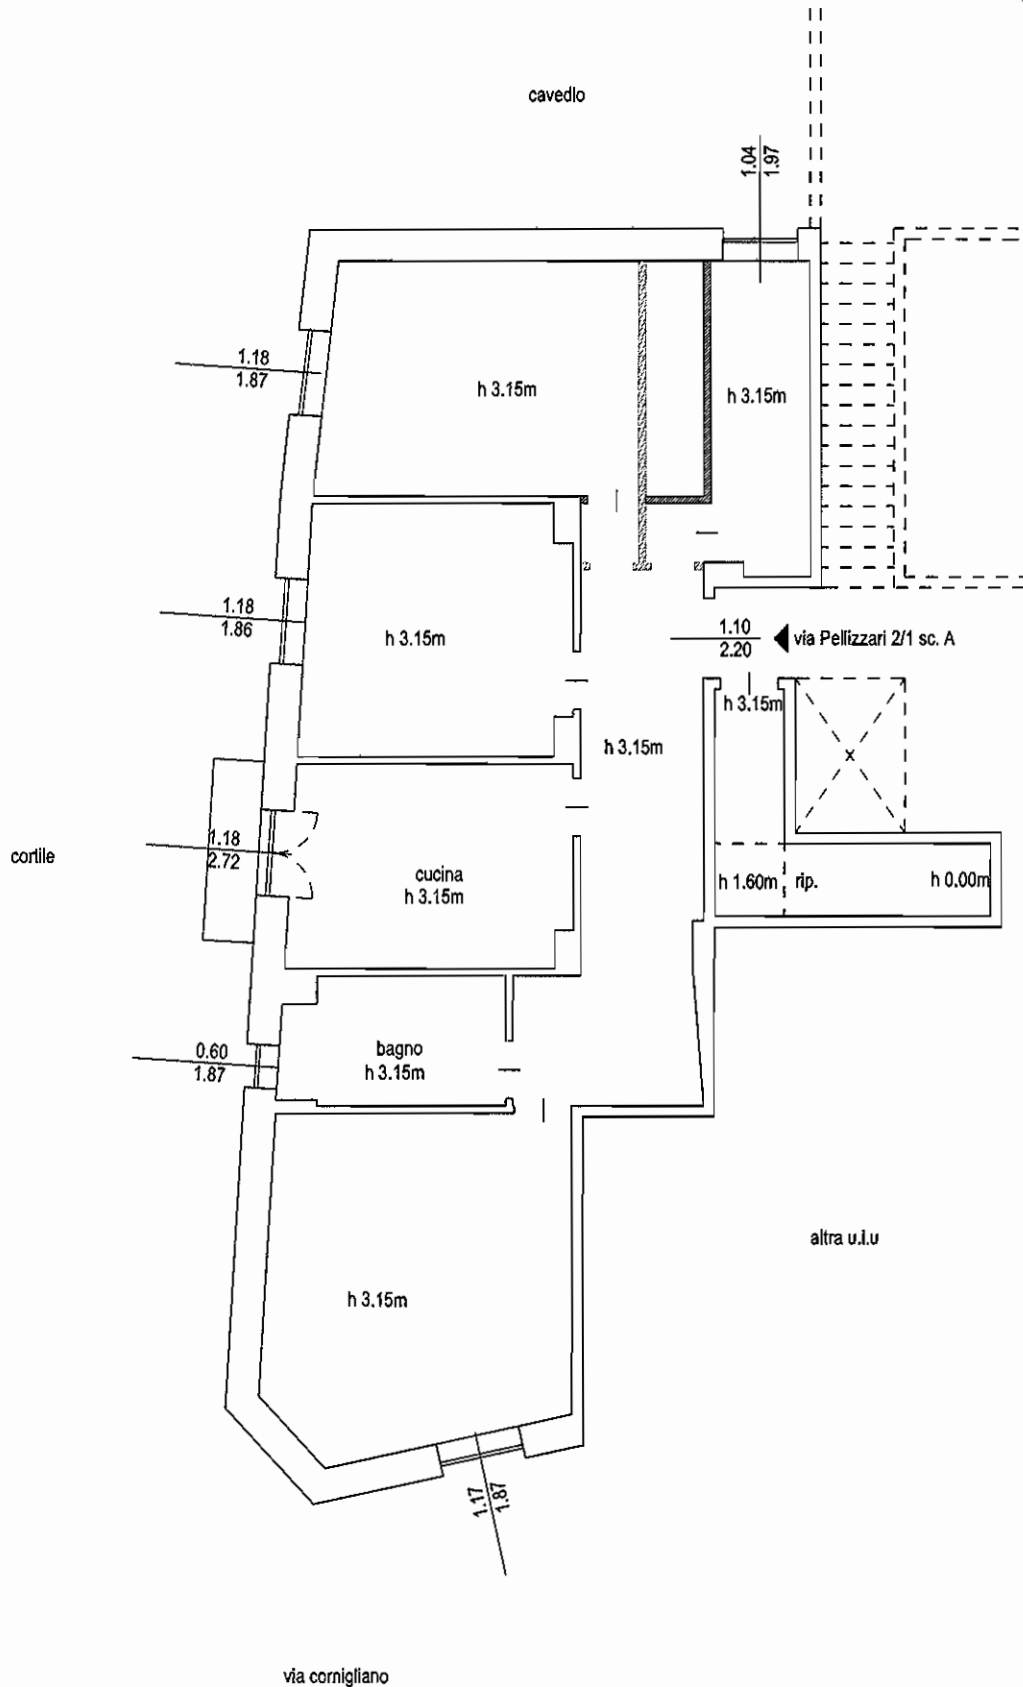 cavedlo
1.04
1.97
1.18
1.87
h 3.15m
h 3.15m
1.18
1.86
h 3.15m
1.10
2.20
via Pellizzari 2/1 sc. A
h 3.15m
h 3.15m
x
1.18
2.72
cortile
cucina
h 3.15m
h 1.60m
rip.
h 0.00m
0.60
1.87
bagno
h 3.15m
altra u.i.u
h 3.15m
1.17
1.87
via cornigliano